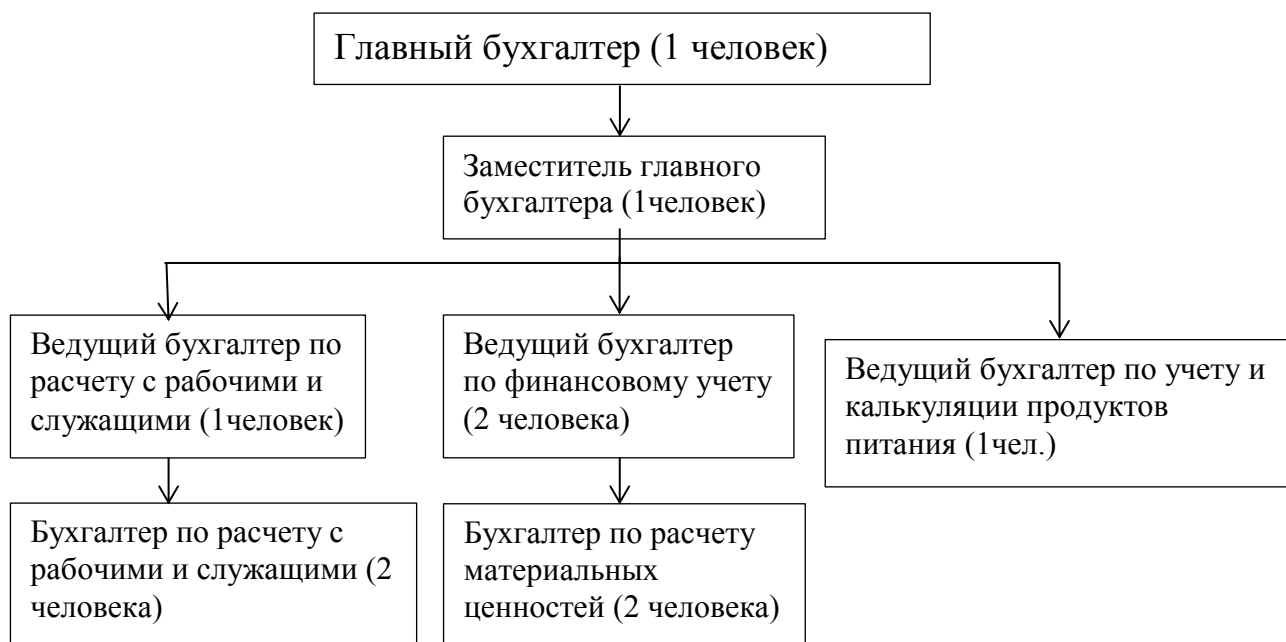 Главный бухгалтер (1 человек)
Заместитель главного
бухгалтера (1человек)
Ведущий бухгалтер по
расчету с рабочими и
служащими (1человек)
Ведущий бухгалтер
по финансовому учету
(2 человека)
Ведущий бухгалтер по учету и
калькуляции продуктов
питания (1чел.)
Бухгалтер по расчету с
рабочими и служащими (2
человека)
Бухгалтер по расчету
материальных
ценностей (2 человека)